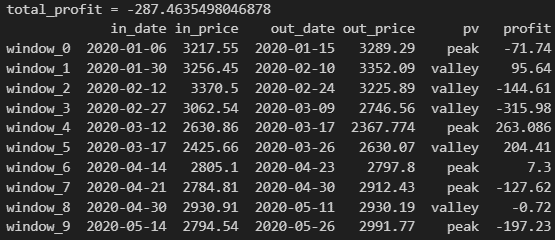 total_profit = -287.4635498046878
in_date in_price out_date out_price pv profit
window_0 2020-01-06 3217.55 2020-01-15 3289.29 peak -71.74
window_1 2020-01-30 3256.45 2020-02-10 3352.09 valley 95.64
window_2 2020-02-12 3370.5 2020-02-24 3225.89 valley -144.61
window_3 2020-02-27 3062.54 2020-03-09 2746.56 valley -315.98
window_4 2020-03-12 2630.86 2020-03-17 2367.774 peak 263.086
window_5 2020-03-17 2425.66 2020-03-26 2630.07 valley 204.41
window_6 2020-04-14 2805.1 2020-04-23 2797.8 peak 7.3
window_7 2020-04-21 2784.81 2020-04-30 2912.43 peak -127.62
window_8 2020-04-30 2930.91 2020-05-11 2930.19 valley -0.72
window_9 2020-05-14 2794.54 2020-05-26 2991.77 peak -197.23